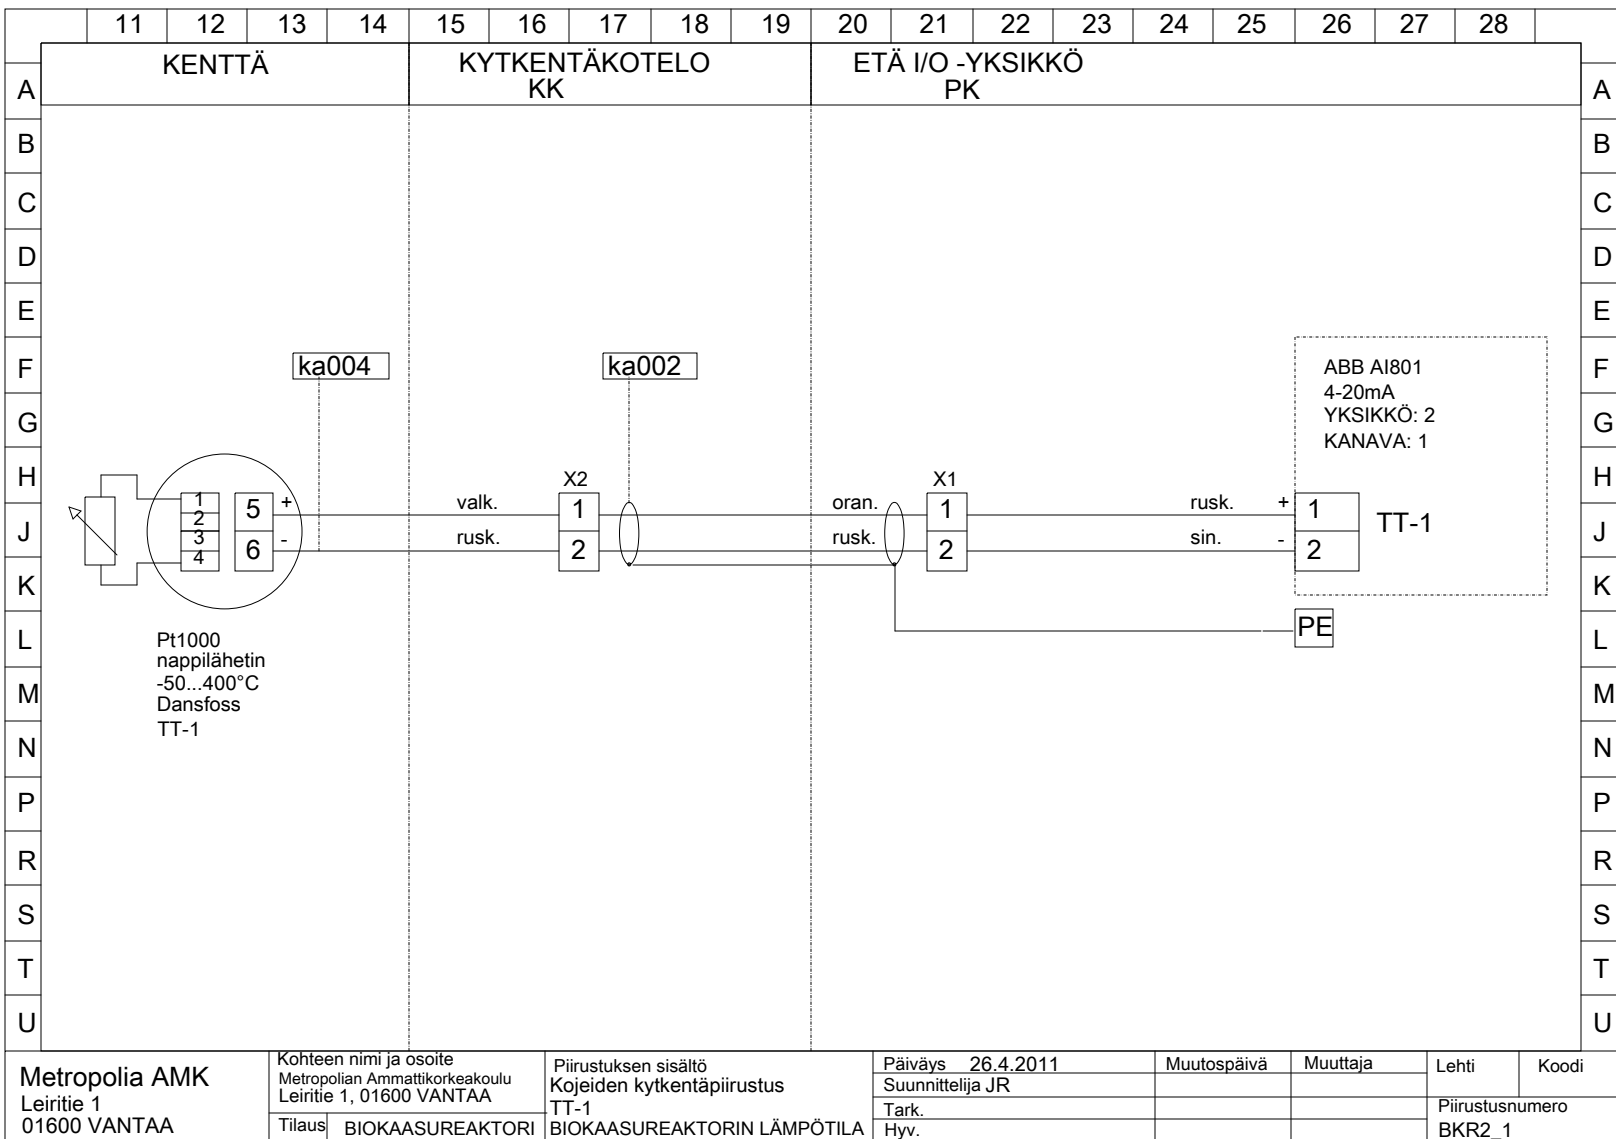 11 12 13 14 15 16 17 18 19 20 21 22 23 24 25 26 27 28
KENTTÄ KYTKENTÄKOTELO ETÄ I/O -YKSIKKÖ
KK PK
A A
B B
C C
D D
E E
F ka004 ka002 ABB AI801 F
4-20mA
G YKSIKKÖ: 2 G
KANAVA: 1
H X2 X1 H
1 5 + valk. 1 oran. 1 rusk. + 1
2
J TT-1 J
3 6 - rusk. 2 rusk. 2 sin. - 2
4
K K
L PE L
Pt1000
nappilähetin
-50...400°C
M M
Dansfoss
TT-1
N N
P P
R R
S S
T T
U U
Metropolia AMK
Leiritie 1
01600 VANTAA
Kohteen nimi ja osoite
Metropolian Ammattikorkeakoulu
Leiritie 1, 01600 VANTAA
Tilaus BIOKAASUREAKTORI
Piirustuksen sisältö
Kojeiden kytkentäpiirustus
TT-1
BIOKAASUREAKTORIN LÄMPÖTILA
Päiväys 26.4.2011
Suunnittelija JR
Tark.
Hyv.
Muutospäivä Muuttaja Lehti Koodi
Piirustusnumero
BKR2_1